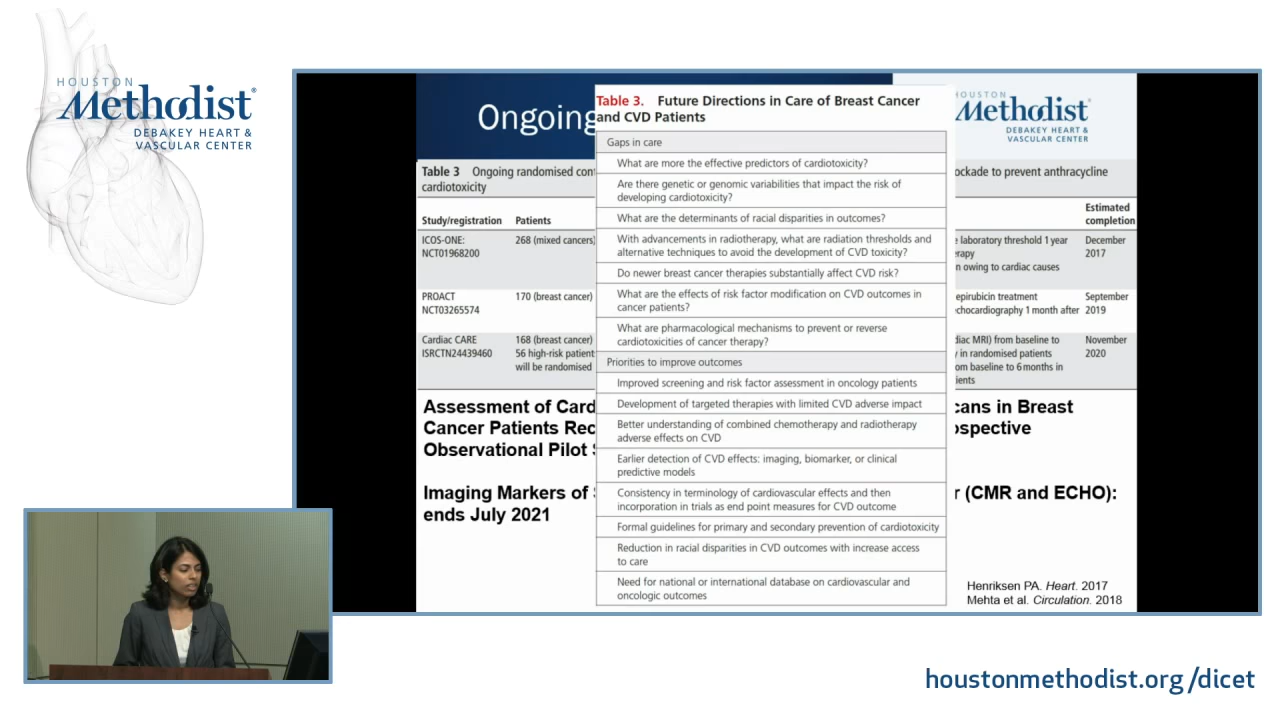 HOUSTON
Methodist
DEBAKEY HEART &
VASCULAR CENTER
Ongoing
HOUSTON
Methodist
DEBAKEY HEART &
VASCULAR CENTER
Table 3 Ongoing randomised
cardiotoxicity
ockade to prevent anthracycline
Study/registration Patients
Estimated
completion
ICOS-ONE:
NCT01968200
268 (mixed cancers)
e laboratory threshold 1 year
erapy
n owing to cardiac causes
December
2017
PROACT
NCT03265574
170 (breast cancer)
epirubicin treatment
echocardiography 1 month after
September
2019
Cardiac CARE
ISRCTN24439460
168 (breast cancer)
56 high-risk patient
will be randomised
diac MRI) from baseline to
y in randomised patients
om baseline to 6 months in
ients
November
2020
Assessment of Card
Cancer Patients Rec
Observational Pilot
cans in Breast
ospective
Imaging Markers of
ends July 2021
r (CMR and ECHO):
Table 3. Future Directions in Care of Breast Cancer
and CVD Patients
Gaps in care
What are more the effective predictors of cardiotoxicity?
Are there genetic or genomic variabilities that impact the risk of
developing cardiotoxicity?
What are the determinants of racial disparities in outcomes?
With advancements in radiotherapy, what are radiation thresholds and
alternative techniques to avoid the development of CVD toxicity?
Do newer breast cancer therapies substantially affect CVD risk?
What are the effects of risk factor modification on CVD outcomes in
cancer patients?
What are pharmacological mechanisms to prevent or reverse
cardiotoxicities of cancer therapy?
Priorities to improve outcomes
Improved screening and risk factor assessment in oncology patients
Development of targeted therapies with limited CVD adverse impact
Better understanding of combined chemotherapy and radiotherapy
adverse effects on CVD
Earlier detection of CVD effects: imaging, biomarker, or clinical
predictive models
Consistency in terminology of cardiovascular effects and then
incorporation in trials as end point measures for CVD outcome
Formal guidelines for primary and secondary prevention of cardiotoxicity
Reduction in racial disparities in CVD outcomes with increase access
to care
Need for national or international database on cardiovascular and
oncologic outcomes
Henriksen PA. Heart. 2017
Mehta et al. Circulation. 2018
houstonmethodist.org/dicet